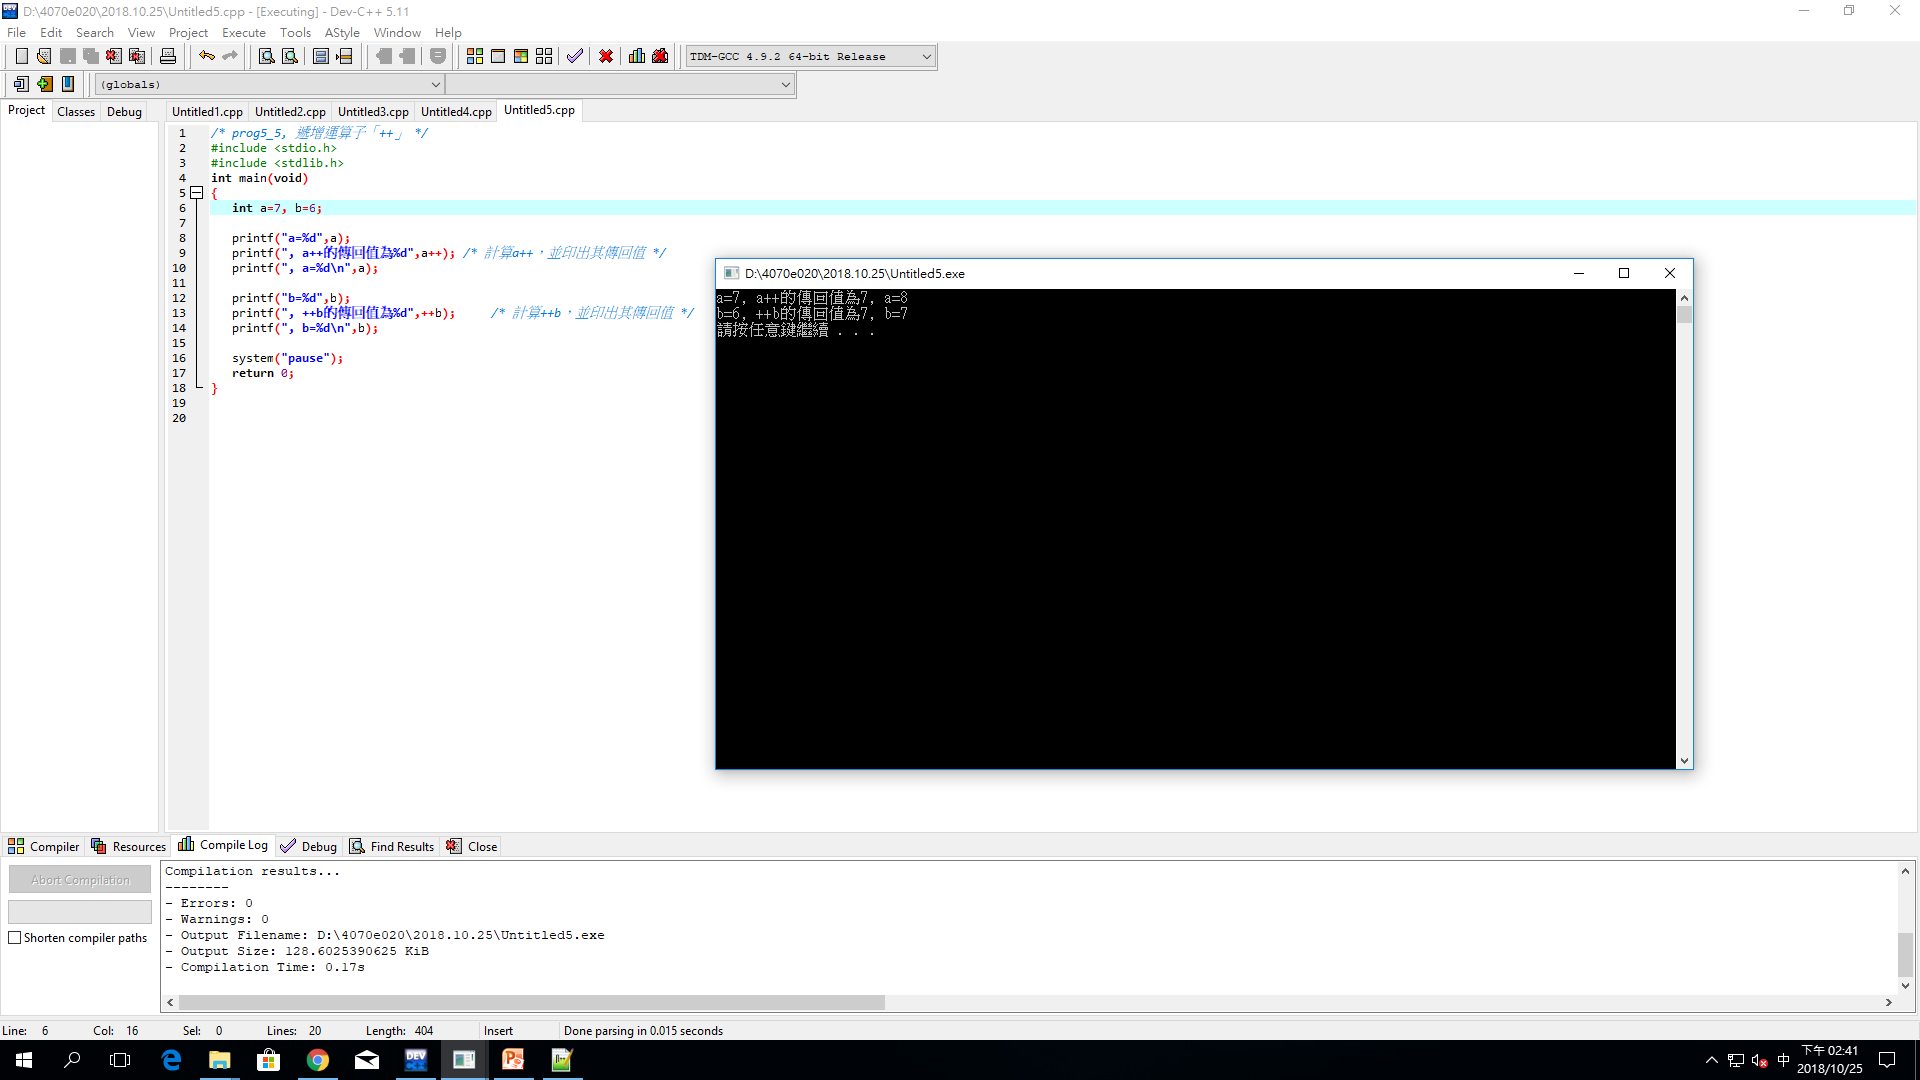 D:\4070e020\2018.10.25\Untitled5.cpp - [Executing] - Dev-C++ 5.11
File Edit Search View Project Execute Tools AStyle Window Help
TDM-GCC 4.9.2 64-bit Release
(globals)
Project Classes Debug
Untitled1.cpp Untitled2.cpp Untitled3.cpp Untitled4.cpp Untitled5.cpp
1 /* prog5_5, 遞增運算子「++」 */
2 #include <stdio.h>
3 #include <stdlib.h>
4 int main(void)
5 {
6 int a=7, b=6;
7
8 printf("a=%d",a);
9 printf(", a++的傳回值為%d",a++); /* 計算a++，並印出其傳回值 */
10 printf(", a=%d\n",a);
11
12 printf("b=%d",b);
13 printf(", ++b的傳回值為%d",++b); /* 計算++b，並印出其傳回值 */
14 printf(", b=%d\n",b);
15
16 system("pause");
17 return 0;
18 }
19
20
D:\4070e020\2018.10.25\Untitled5.exe
a=7, a++的傳回值為7, a=8
b=6, ++b的傳回值為7, b=7
請按任意鍵繼續 . . .
Compiler Resources Compile Log Debug Find Results Close
Abort Compilation
Shorten compiler paths
Compilation results...
--------
- Errors: 0
- Warnings: 0
- Output Filename: D:\4070e020\2018.10.25\Untitled5.exe
- Output Size: 128.6025390625 KiB
- Compilation Time: 0.17s
Line: 6 Col: 16 Sel: 0 Lines: 20 Length: 404 Insert Done parsing in 0.015 seconds
DEV
中
下午 02:41
2018/10/25